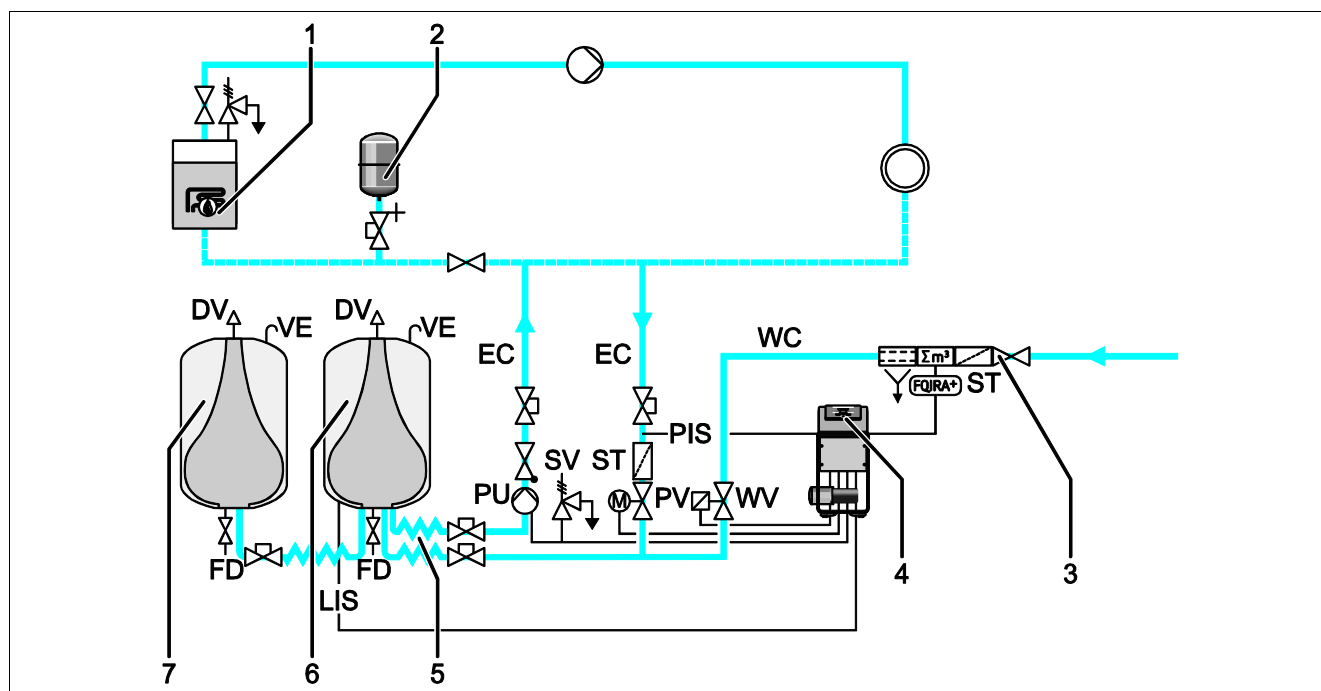 1 2
DV VE DV VE
EC EC WC
Σm³
FQIRA+ ST
PIS
SV ST
PU M PV WV
FD FD
LIS
4 3
7 6 5